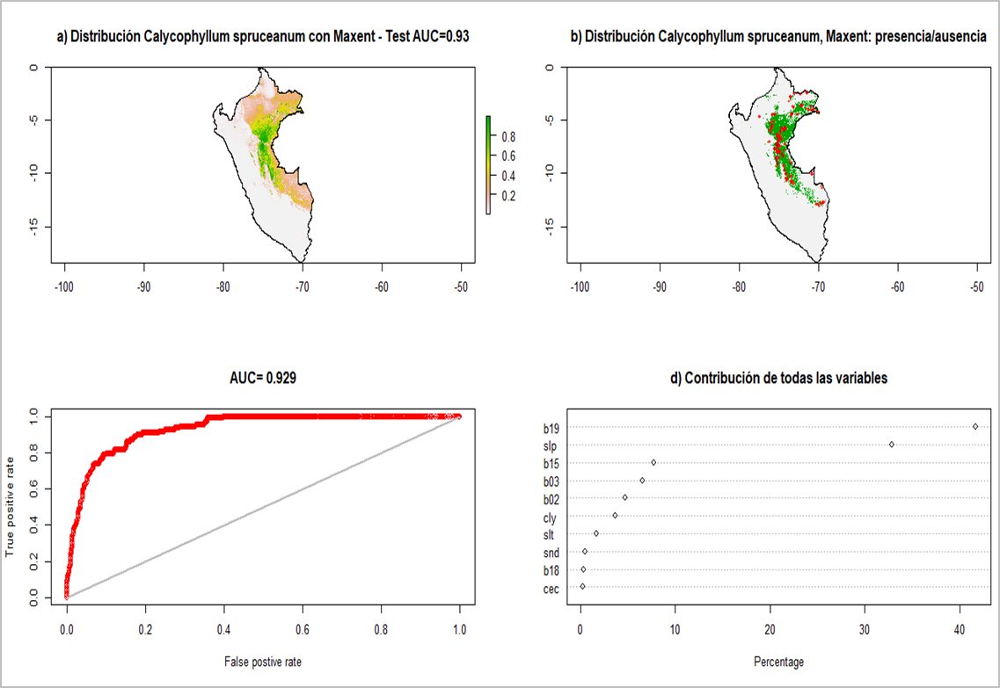 a) Distribución Calycophyllum spruceanum con Maxent - Test AUC=0.93
0
-5
-10
-15
-100
-90
-80
-70
-60
-50
0.8
0.6
0.4
0.2
b) Distribución Calycophyllum spruceanum, Maxent: presencia/ausencia
0
-5
-10
-15
-100
-90
-80
-70
-60
-50
AUC= 0.929
True positive rate
1.0
0.8
0.6
0.4
0.2
0.0
0.0
0.2
0.4
0.6
0.8
1.0
False postive rate
d) Contribución de todas las variables
b19
slp
b15
b03
b02
cly
slt
snd
b18
cec
0
10
20
30
40
Percentage